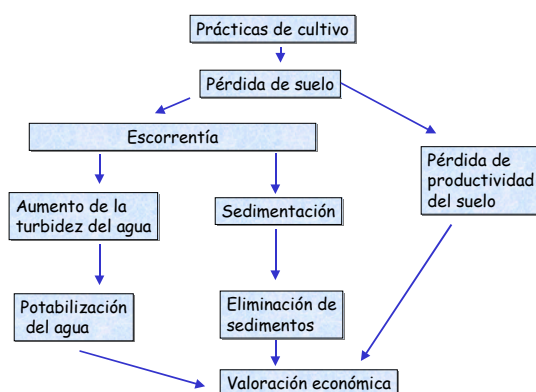 Prácticas de cultivo
Pérdida de suelo
Escorrentía
Pérdida de
productividad
del suelo
Aumento de la
turbidez del agua
Sedimentación
Potabilización
del agua
Eliminación de
sedimentos
Valoración económica